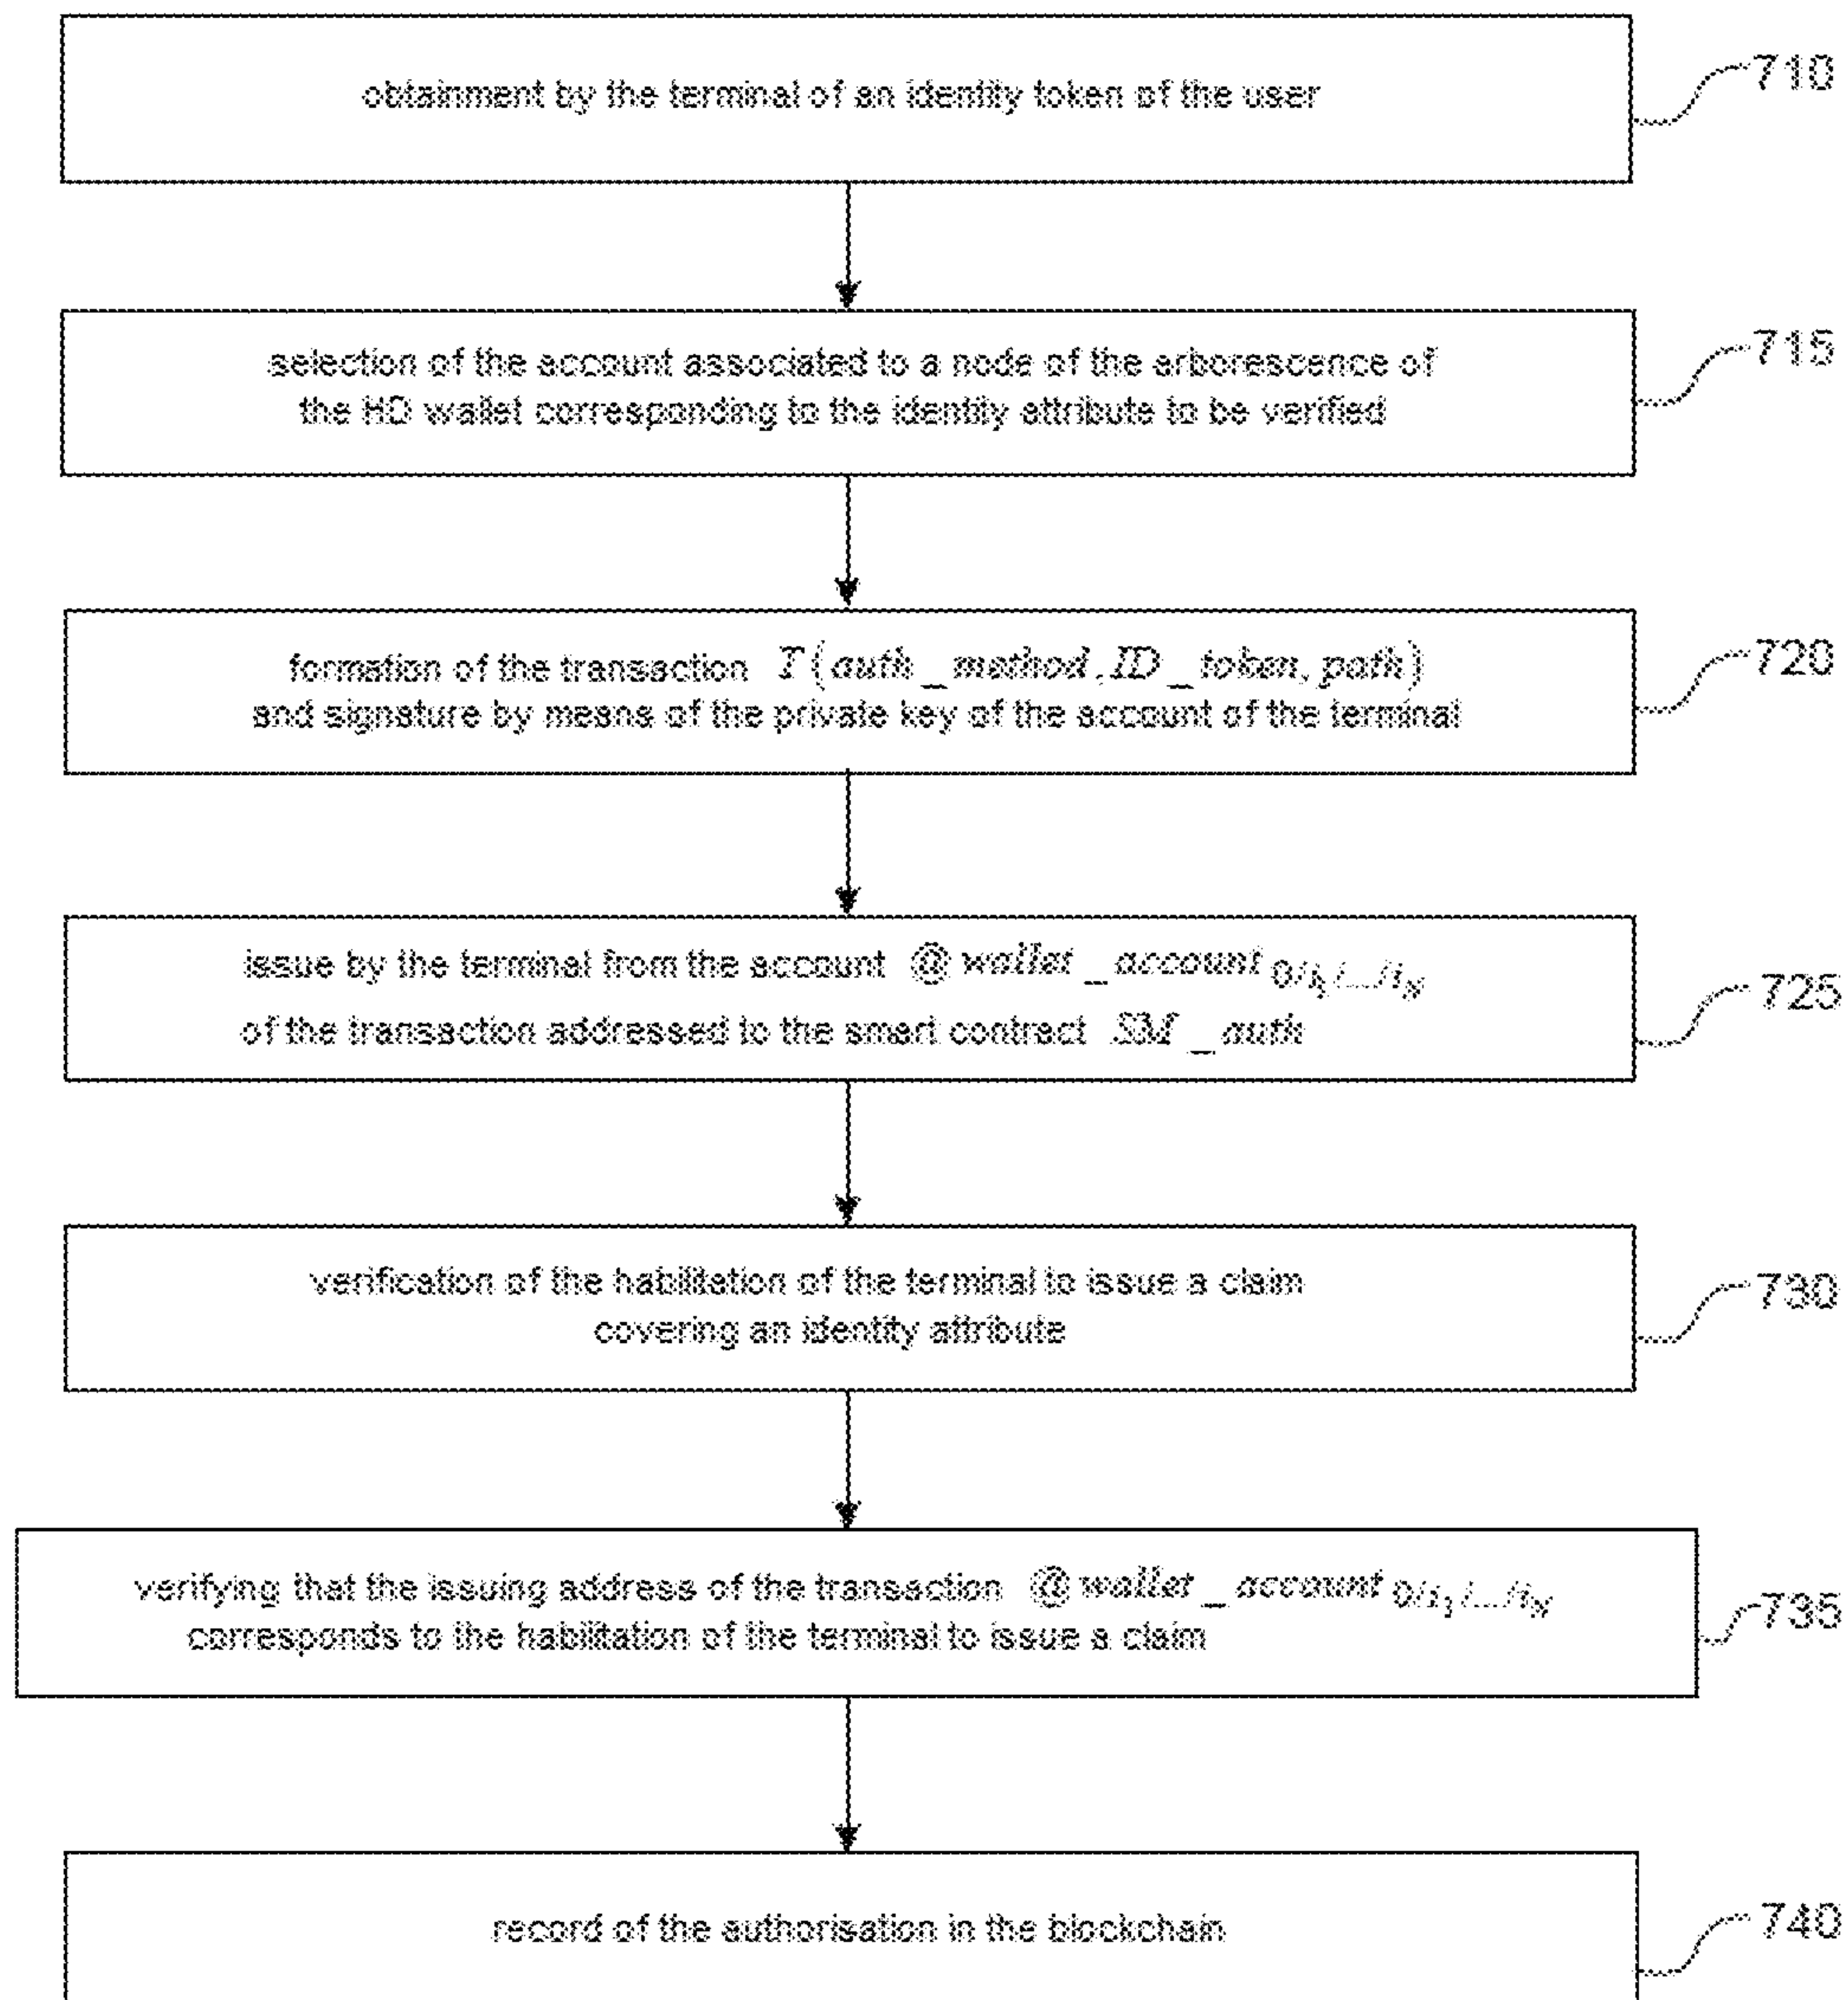 obtainment by the terminal of an identity token of the user
710
selection of the account associated to a node of the arborescence of
the HD wallet corresponding to the identity attribute to be verified
715
formation of the transaction T(auth_method,ID_token,path)
and signature by means of the private key of the account of the terminal
720
issue by the terminal from the account @wallet_account 0/i1/.../iN
of the transaction addressed to the smart contract SM_auth
725
verification of the habilitation of the terminal to issue a claim
covering an identity attribute
730
verifying that the issuing address of the transaction @wallet_account 0/i1/.../iN
corresponds to the habilitation of the terminal to issue a claim
735
record of the authorisation in the blockchain
740